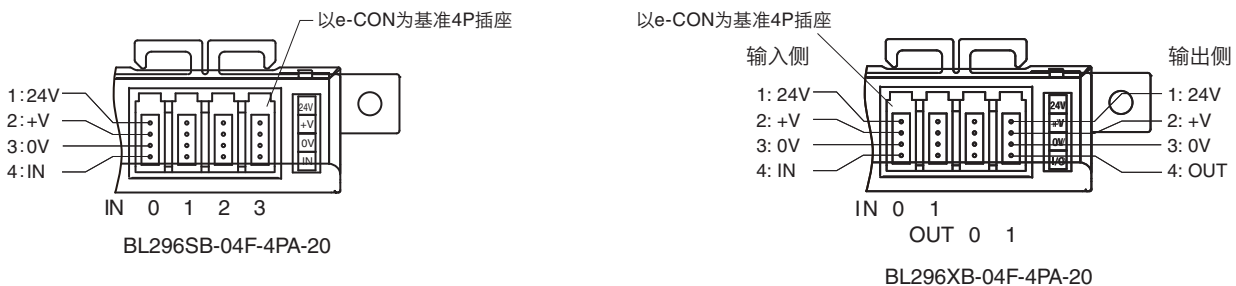 以e-CON为基准4P插座
1:24V
2:+V
3:0V
4:IN
24V
+V
0V
IN
IN 0 1 2 3
BL296SB-04F-4PA-20
以e-CON为基准4P插座
输入侧
输出侧
1: 24V
2: +V
3: 0V
4: IN
24V
+V
0V
I/O
1: 24V
2: +V
3: 0V
4: OUT
IN 0 1
OUT 0 1
BL296XB-04F-4PA-20